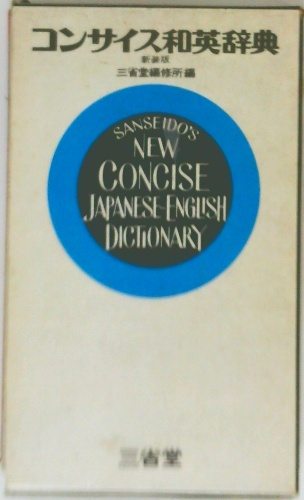 コンサイス和英辞典
新装版
三省堂編修所編
SANSEIDO'S
NEW
CONCISE
JAPANESE-ENGLISH
DICTIONARY
三省堂